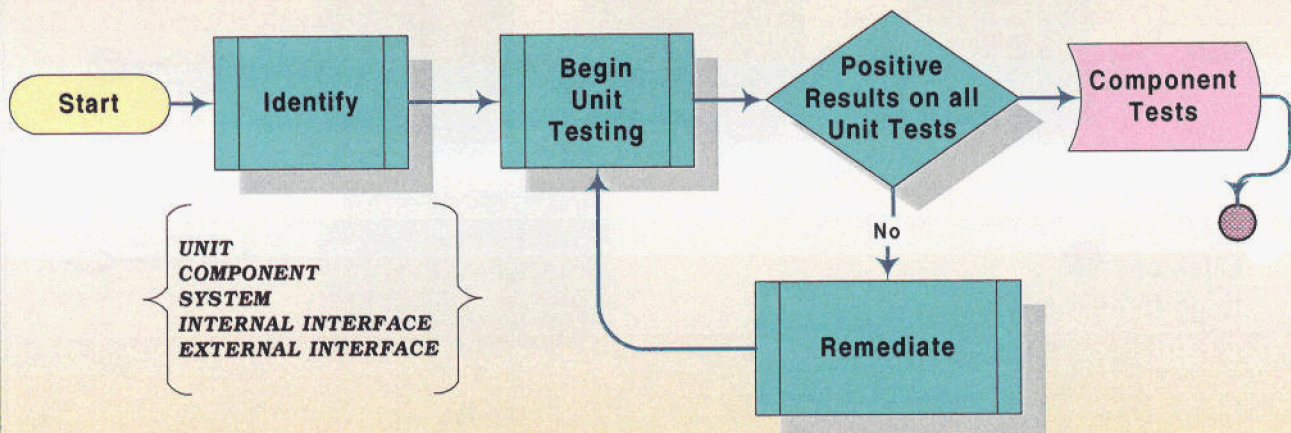 Start
Identify
Begin
Unit
Testing
Positive
Results on all
Unit Tests
Component
Tests
No
Remediate
UNIT
COMPONENT
SYSTEM
INTERNAL INTERFACE
EXTERNAL INTERFACE